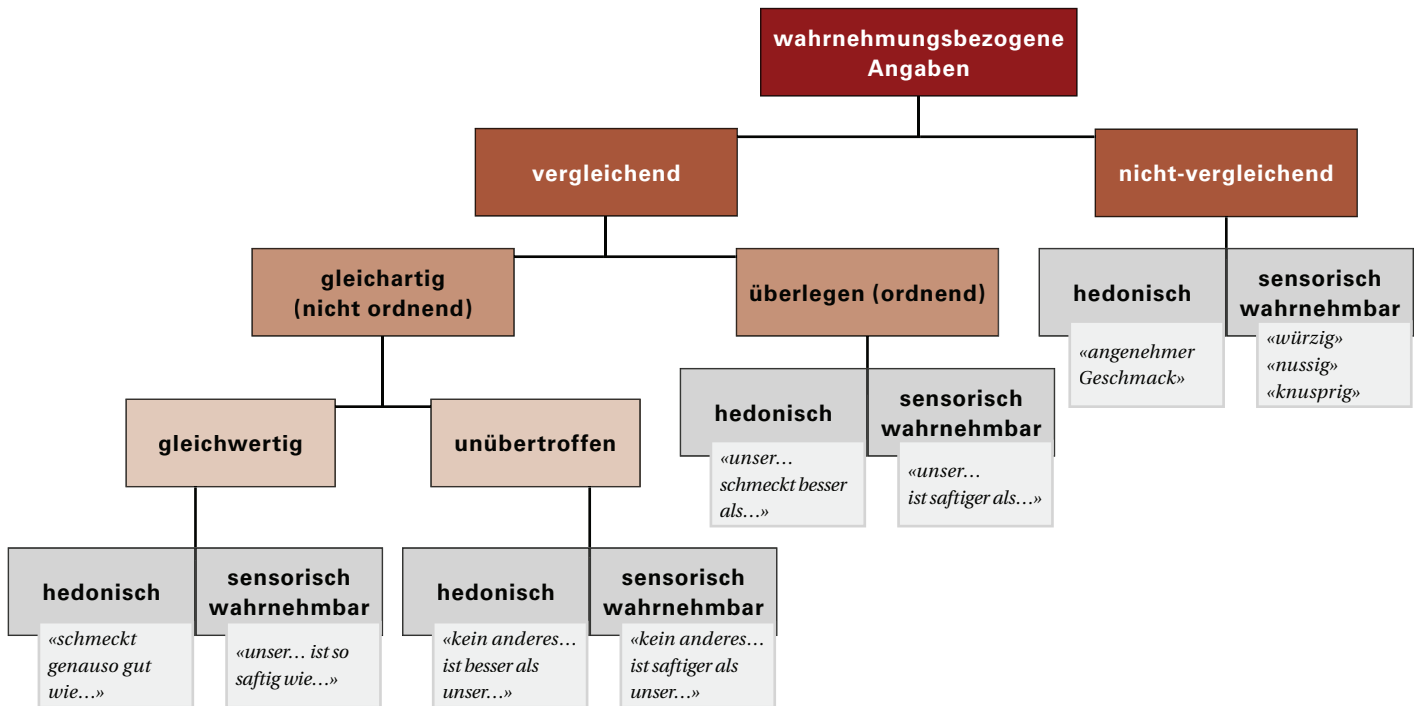 wahrnehmungsbezogene
Angaben
vergleichend
nicht-vergleichend
gleichartig
(nicht ordnend)
überlegen (ordnend)
hedonisch
sensorisch
wahrnehmbar
«angenehmer
Geschmack»
«würzig»
«nussig»
«knusprig»
gleichwertig
unübertroffen
hedonisch
sensorisch
wahrnehmbar
«unser…
schmeckt besser
als…»
«unser…
ist saftiger als…»
hedonisch
sensorisch
wahrnehmbar
hedonisch
sensorisch
wahrnehmbar
«schmeckt
genauso gut
wie…»
«unser… ist so
saftig wie…»
«kein anderes…
ist besser als
unser…»
«kein anderes…
ist saftiger als
unser…»